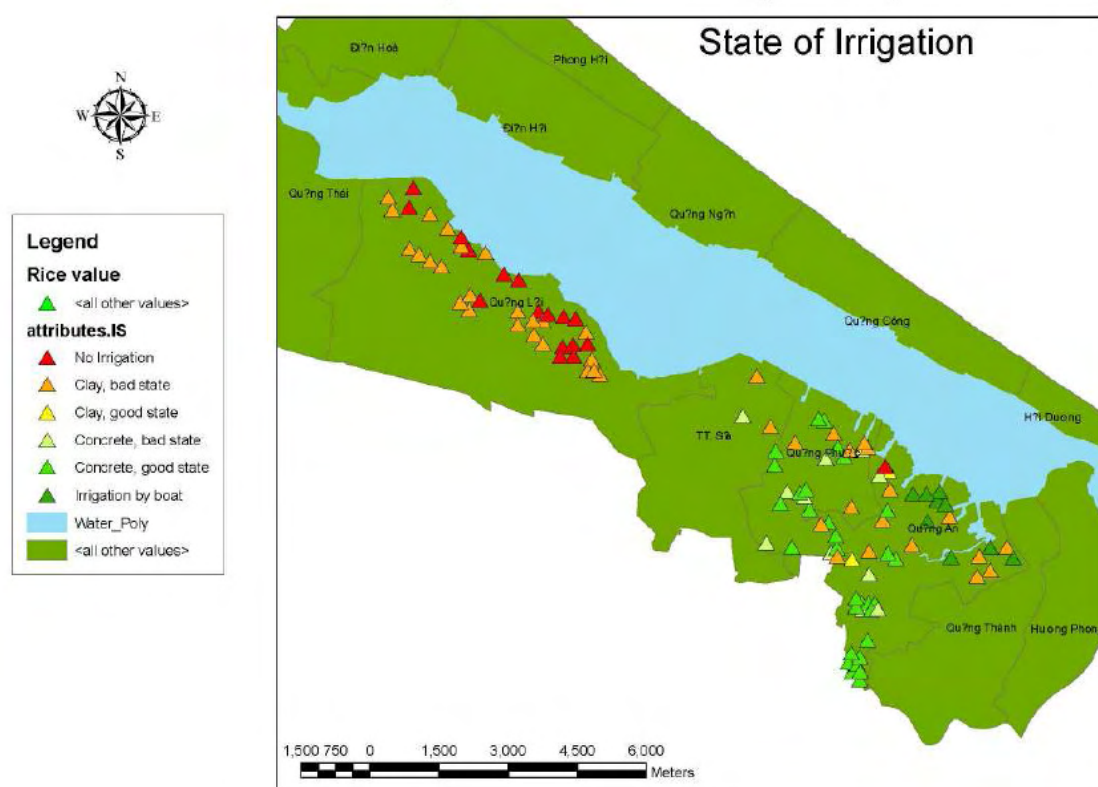 State of Irrigation
Đi?n Hoà
Phong H?i
N
W E
S
Đi?n H?i
Qu?ng Thái
Qu?ng Ng?n
Legend
Rice value
<all other values>
attributes.IS
No Irrigation
Clay, bad state
Clay, good state
Concrete, bad state
Concrete, good state
Irrigation by boat
Water_Poly
<all other values>
Qu?ng L?i
Qu?ng Công
H?i Duong
TT. S?a
Qu?ng An
Qu?ng Thành
Huong Phon
1,500 750 0 1,500 3,000 4,500 6,000
Meters